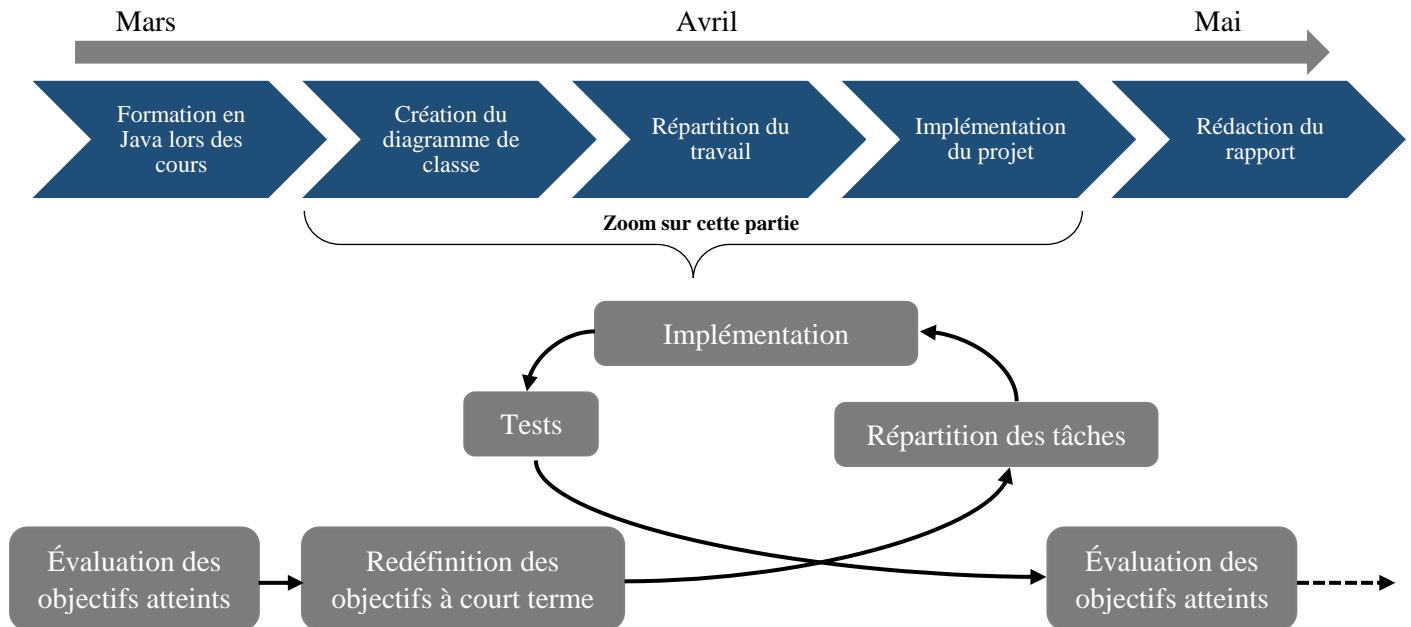 Mars
Avril
Mai
Formation en
Java lors des
cours
Création du
diagramme de
classe
Répartition du
travail
Implémentation
du projet
Rédaction du
rapport
Zoom sur cette partie
Implémentation
Tests
Répartition des tâches
Évaluation des
objectifs atteints
Redéfinition des
objectifs à court terme
Évaluation des
objectifs atteints